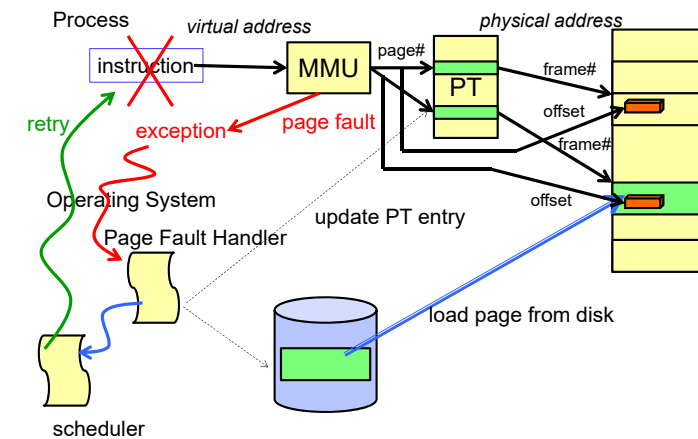 Process
virtual address
physical address
instruction
MMU
page#
PT
frame#
offset
retry
exception
page fault
frame#
Operating System
offset
update PT entry
Page Fault Handler
load page from disk
scheduler